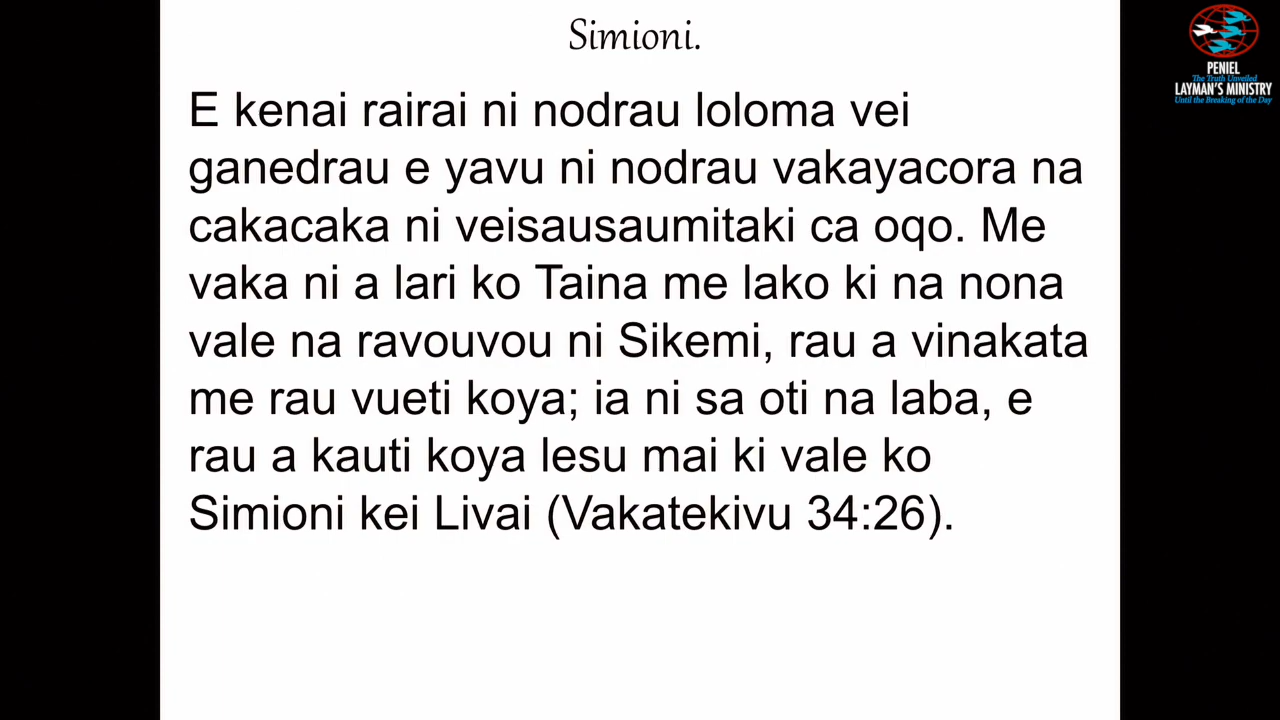 Simioni.
E kenai rairai ni nodrau loloma vei
ganedrau e yavu ni nodrau vakayacora na
cakacaka ni veisausaumitaki ca oqo. Me
vaka ni a lari ko Taina me lako ki na nona
vale na ravouvou ni Sikemi, rau a vinakata
me rau vueti koya; ia ni sa oti na laba, e
rau a kauti koya lesu mai ki vale ko
Simioni kei Livai (Vakatekivu 34:26).
PENIEL
The Truth Unveiled
LAYMAN'S MINISTRY
Until the Breaking of the Day